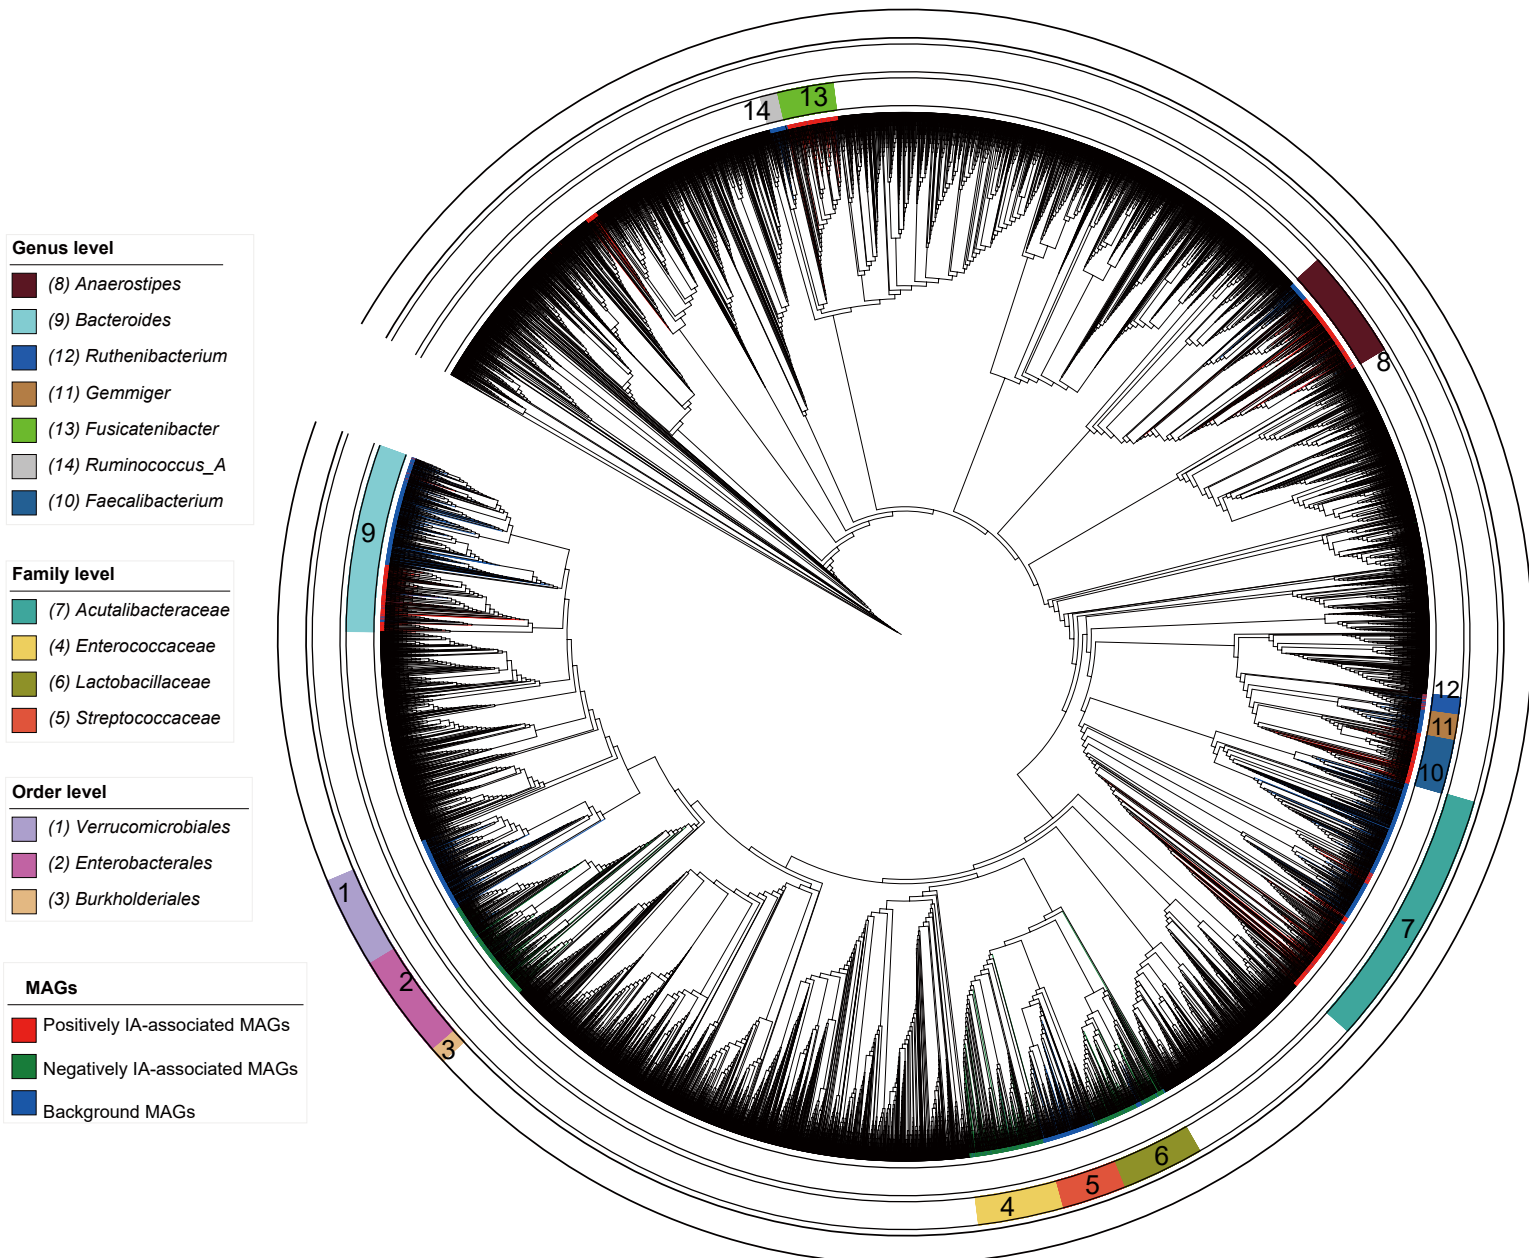 Genus level
(8) Anaerostipes
(9) Bacteroides
(12) Ruthenibacterium
(11) Gemmiger
(13) Fusicatenibacter
(14) Ruminococcus_A
(10) Faecalibacterium
Family level
(7) Acutalibacteraceae
(4) Enterococcaceae
(6) Lactobacillaceae
(5) Streptococcaceae
Order level
(1) Verrucomicrobiales
(2) Enterobacterales
(3) Burkholderiales
MAGs
Positively IA-associated MAGs
Negatively IA-associated MAGs
Background MAGs
13
14
8
9
12
11
10
1
7
2
3
6
5
4